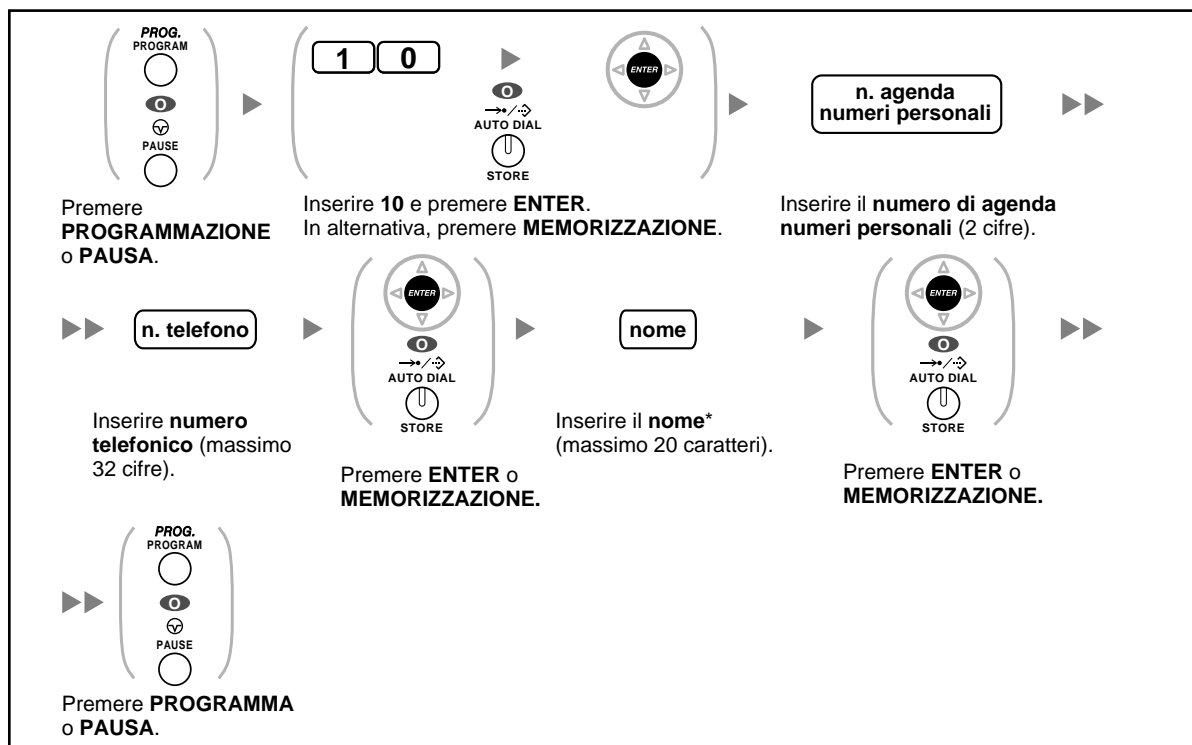 PROG.
PROGRAM
O
PAUSE
Premere
PROGRAMMAZIONE
o PAUSA.
1 0
ENTER
O
AUTO DIAL
STORE
Inserire 10 e premere ENTER.
In alternativa, premere MEMORIZZAZIONE.
n. agenda
numeri personali
Inserire il numero di agenda
numeri personali (2 cifre).
n. telefono
Inserire numero
telefonico (massimo
32 cifre).
ENTER
O
AUTO DIAL
STORE
Premere ENTER o
MEMORIZZAZIONE.
nome
Inserire il nome*
(massimo 20 caratteri).
ENTER
O
AUTO DIAL
STORE
Premere ENTER o
MEMORIZZAZIONE.
PROG.
PROGRAM
O
PAUSE
Premere PROGRAMMA
o PAUSA.